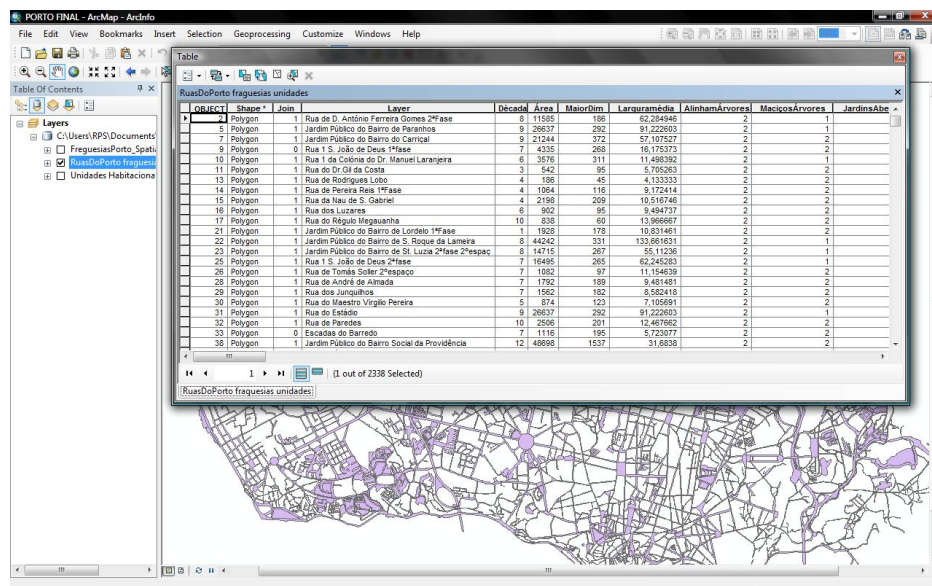 PORTO FINAL - ArcMap - ArcInfo
File Edit View Bookmarks Insert Selection Geoprocessing Customize Windows Help
Table Of Contents
Layers
C:\Users\RPS\Documents
FreguesiasPorto_Spati
RuasDoPorto fraguesi
Unidades Habitaciona
Table
RuasDoPorto fraguesias unidades
OBJECT Shape * Join Layer Década Área MaiorDim Larguramédia AlinhamÁrvores MaciçosÁrvores JardinsAbe
2 Polygon 1 Rua de D. António Ferreira Gomes 2ªFase 8 11585 186 62,284946 2 1
5 Polygon 1 Jardim Público do Bairro de Paranhos 9 26637 292 91,222603 2 1
7 Polygon 1 Jardim Público do Bairro do Carriçal 9 21244 372 57,107527 2 2
9 Polygon 0 Rua 1 S. João de Deus 1ªfase 7 4335 268 16,175373 2 2
10 Polygon 1 Rua 1 da Colónia do Dr. Manuel Laranjeira 6 3576 311 11,498392 2 1
11 Polygon 1 Rua do Dr.Gil da Costa 3 542 95 5,705263 2 2
13 Polygon 1 Rua de Rodrigues Lobo 4 186 45 4,133333 2 2
14 Polygon 1 Rua de Pereira Reis 1ªFase 4 1064 116 9,172414 2 2
15 Polygon 1 Rua da Nau de S. Gabriel 4 2198 209 10,516746 2 2
16 Polygon 1 Rua dos Luzares 6 902 95 9,494737 2 2
17 Polygon 1 Rua do Régulo Megauanha 10 838 60 13,966667 2 2
21 Polygon 1 Jardim Público do Bairro de Lordelo 1ªFase 1 1928 178 10,831461 2 2
22 Polygon 1 Jardim Público do Bairro de S. Roque da Lameira 8 44242 331 133,661631 2 1
23 Polygon 1 Jardim Público do Bairro de St. Luzia 2ªfase 2ºespaç 8 14715 267 55,11236 2 1
25 Polygon 1 Rua 1 S. João de Deus 2ªfase 7 16495 265 62,245283 2 1
26 Polygon 1 Rua de Tomás Soller 2ºespaço 7 1082 97 11,154639 2 2
28 Polygon 1 Rua de André de Almada 7 1792 189 9,481481 2 2
29 Polygon 1 Rua dos Junquilhos 7 1562 182 8,582418 2 2
30 Polygon 1 Rua do Maestro Virgílio Pereira 5 874 123 7,105691 2 2
31 Polygon 1 Rua do Estádio 9 26637 292 91,222603 2 1
32 Polygon 1 Rua de Paredes 10 2506 201 12,467662 2 2
33 Polygon 0 Escadas do Barredo 7 1116 195 5,723077 2 2
38 Polygon 1 Jardim Público do Bairro Social da Providência 12 48698 1537 31,6838 2 2
1 (1 out of 2338 Selected)
RuasDoPorto fraguesias unidades